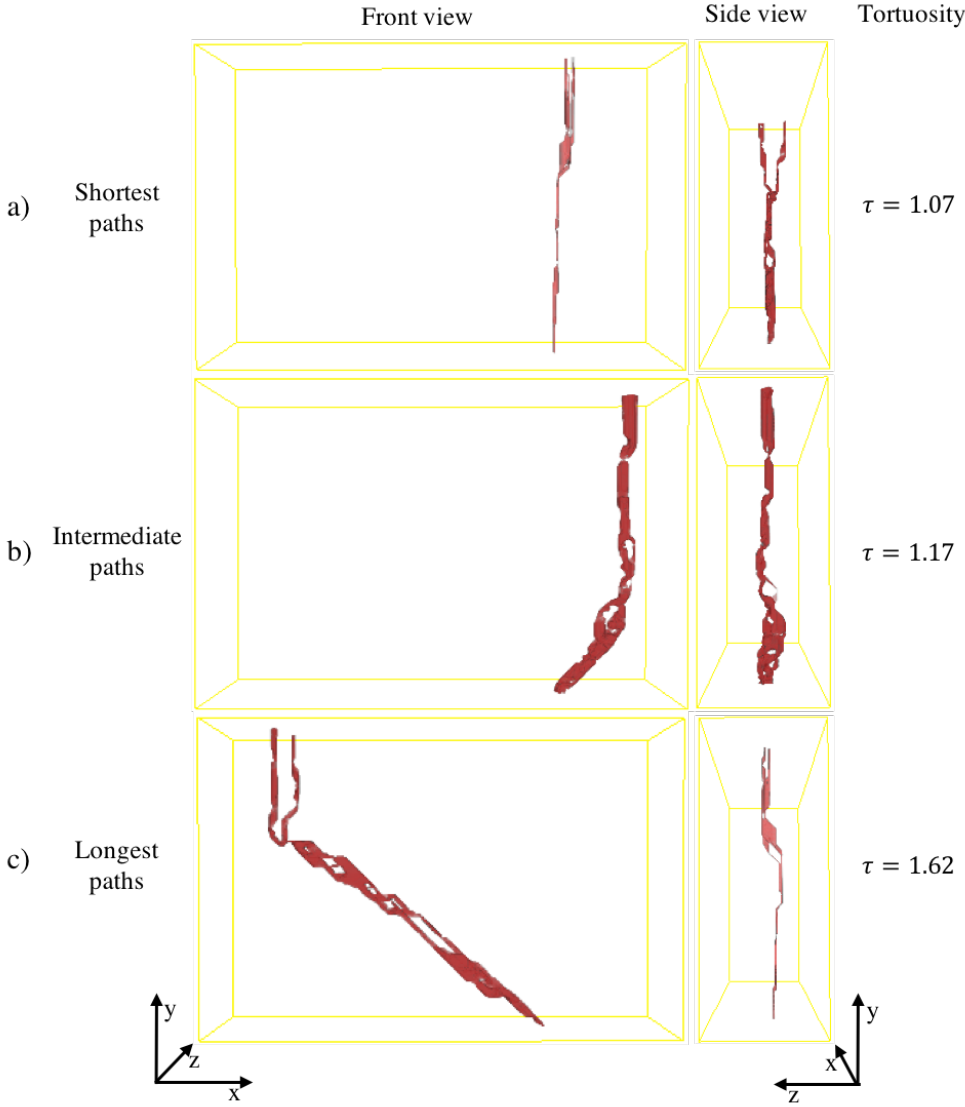 Front view
Side view
Tortuosity
a)
Shortest
paths
τ = 1.07
b)
Intermediate
paths
τ = 1.17
c)
Longest
paths
τ = 1.62
y
z
x
y
x
z